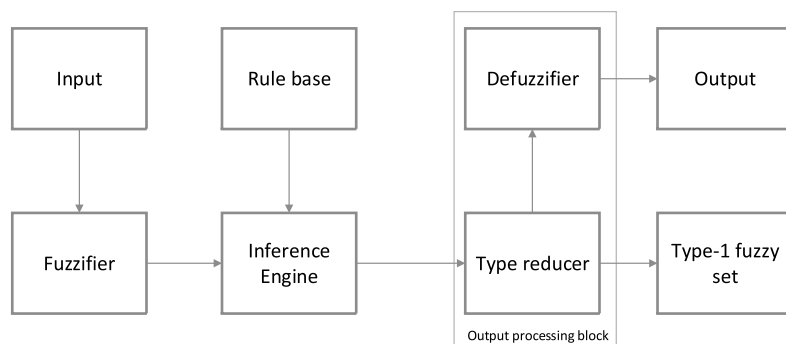 Input
Rule base
Defuzzifier
Output
Fuzzifier
Inference
Engine
Type reducer
Type-1 fuzzy
set
Output processing block